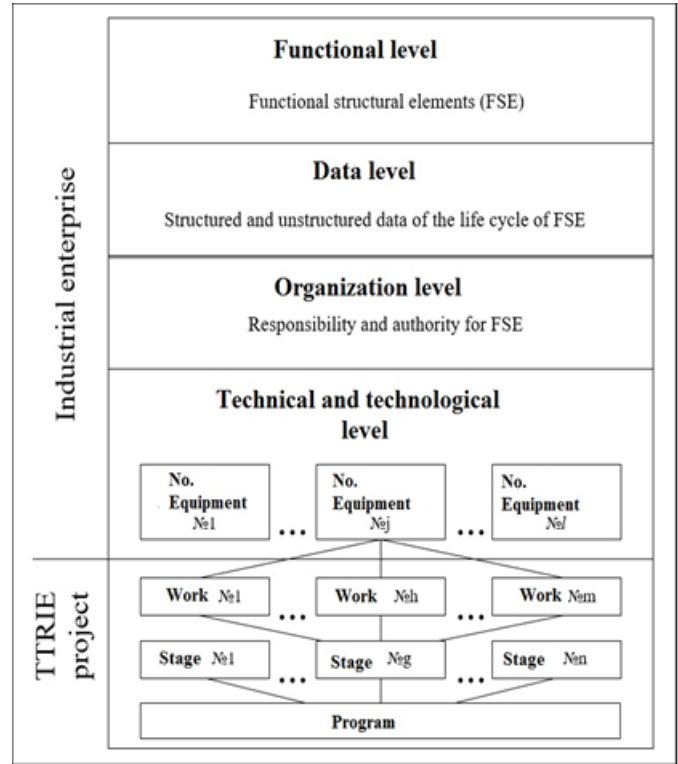 Industrial enterprise
Functional level
Functional structural elements (FSE)
Data level
Structured and unstructured data of the life cycle of FSE
Organization level
Responsibility and authority for FSE
Technical and technological
level
No.
Equipment
№1
...
No.
Equipment
№j
...
No.
Equipment
№l
TTRIE
project
Work №1
...
Work №h
...
Work №m
Stage №1
...
Stage №g
...
Stage №n
Program